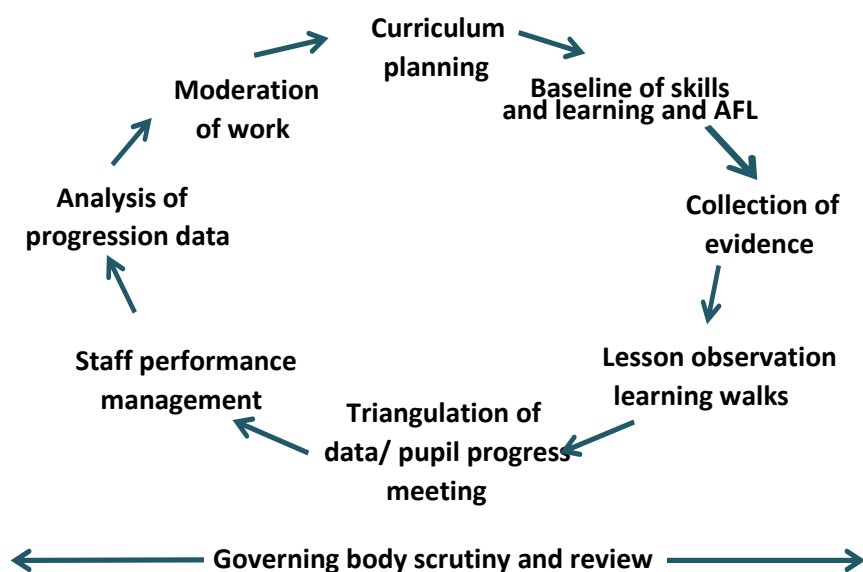 Curriculum
planning
Baseline of skills
and learning and AFL
Collection of
evidence
Lesson observation
learning walks
Triangulation of
data/ pupil progress
meeting
Staff performance
management
Analysis of
progression data
Moderation
of work
Governing body scrutiny and review